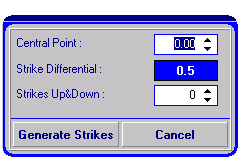 Central Point : 0.00
Strike Differential : 0.5
Strikes Up&Down : 0
Generate Strikes Cancel